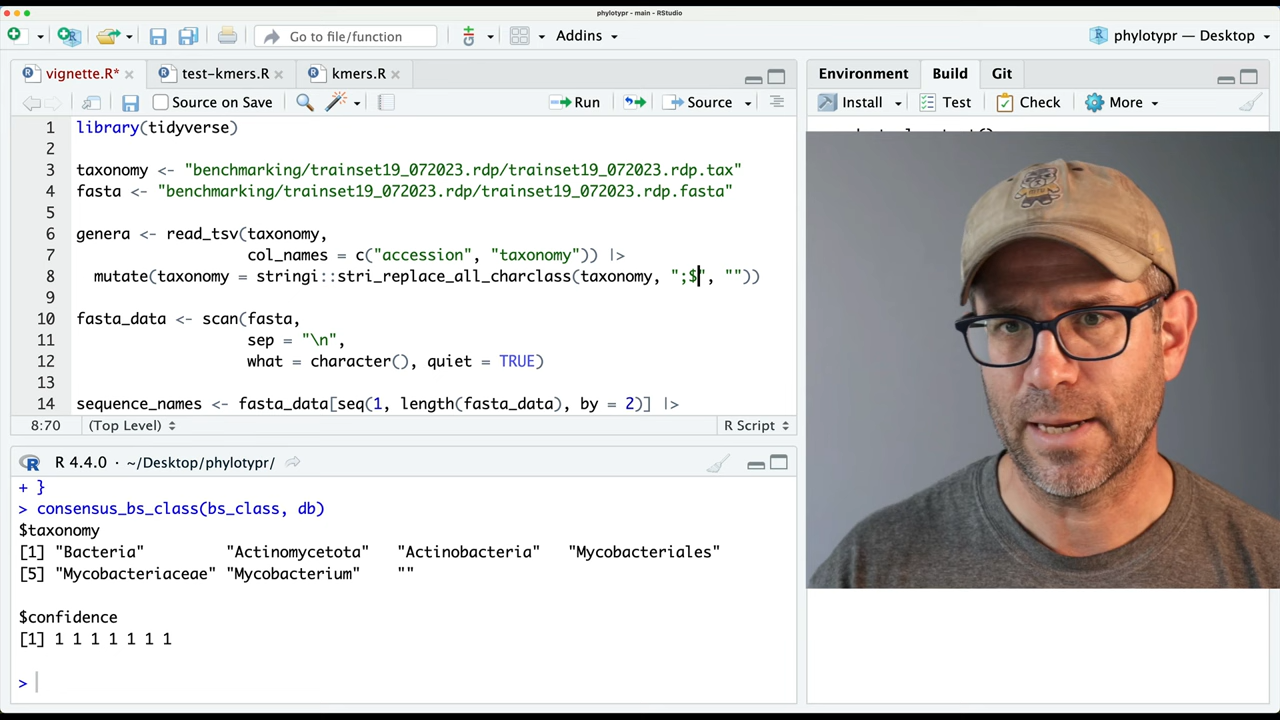 phylotypr - main - RStudio
Go to file/function
Addins
phylotypr — Desktop
vignette.R*
test-kmers.R
kmers.R
Source on Save
Run
Source
1 library(tidyverse)
2
3 taxonomy <- "benchmarking/trainset19_072023.rdp/trainset19_072023.rdp.tax"
4 fasta <- "benchmarking/trainset19_072023.rdp/trainset19_072023.rdp.fasta"
5
6 genera <- read_tsv(taxonomy,
7 col_names = c("accession", "taxonomy")) |>
8 mutate(taxonomy = stringi::stri_replace_all_charclass(taxonomy, ";$", ""))
9
10 fasta_data <- scan(fasta,
11 sep = "\n",
12 what = character(), quiet = TRUE)
13
14 sequence_names <- fasta_data[seq(1, length(fasta_data), by = 2)] |>
8:70 (Top Level) R Script
R 4.4.0 · ~/Desktop/phylotypr/
+ }
> consensus_bs_class(bs_class, db)
$taxonomy
[1] "Bacteria" "Actinomycetota" "Actinobacteria" "Mycobacteriales"
[5] "Mycobacteriaceae" "Mycobacterium" ""
$confidence
[1] 1 1 1 1 1 1 1
>
Environment
Build
Git
Install
Test
Check
More